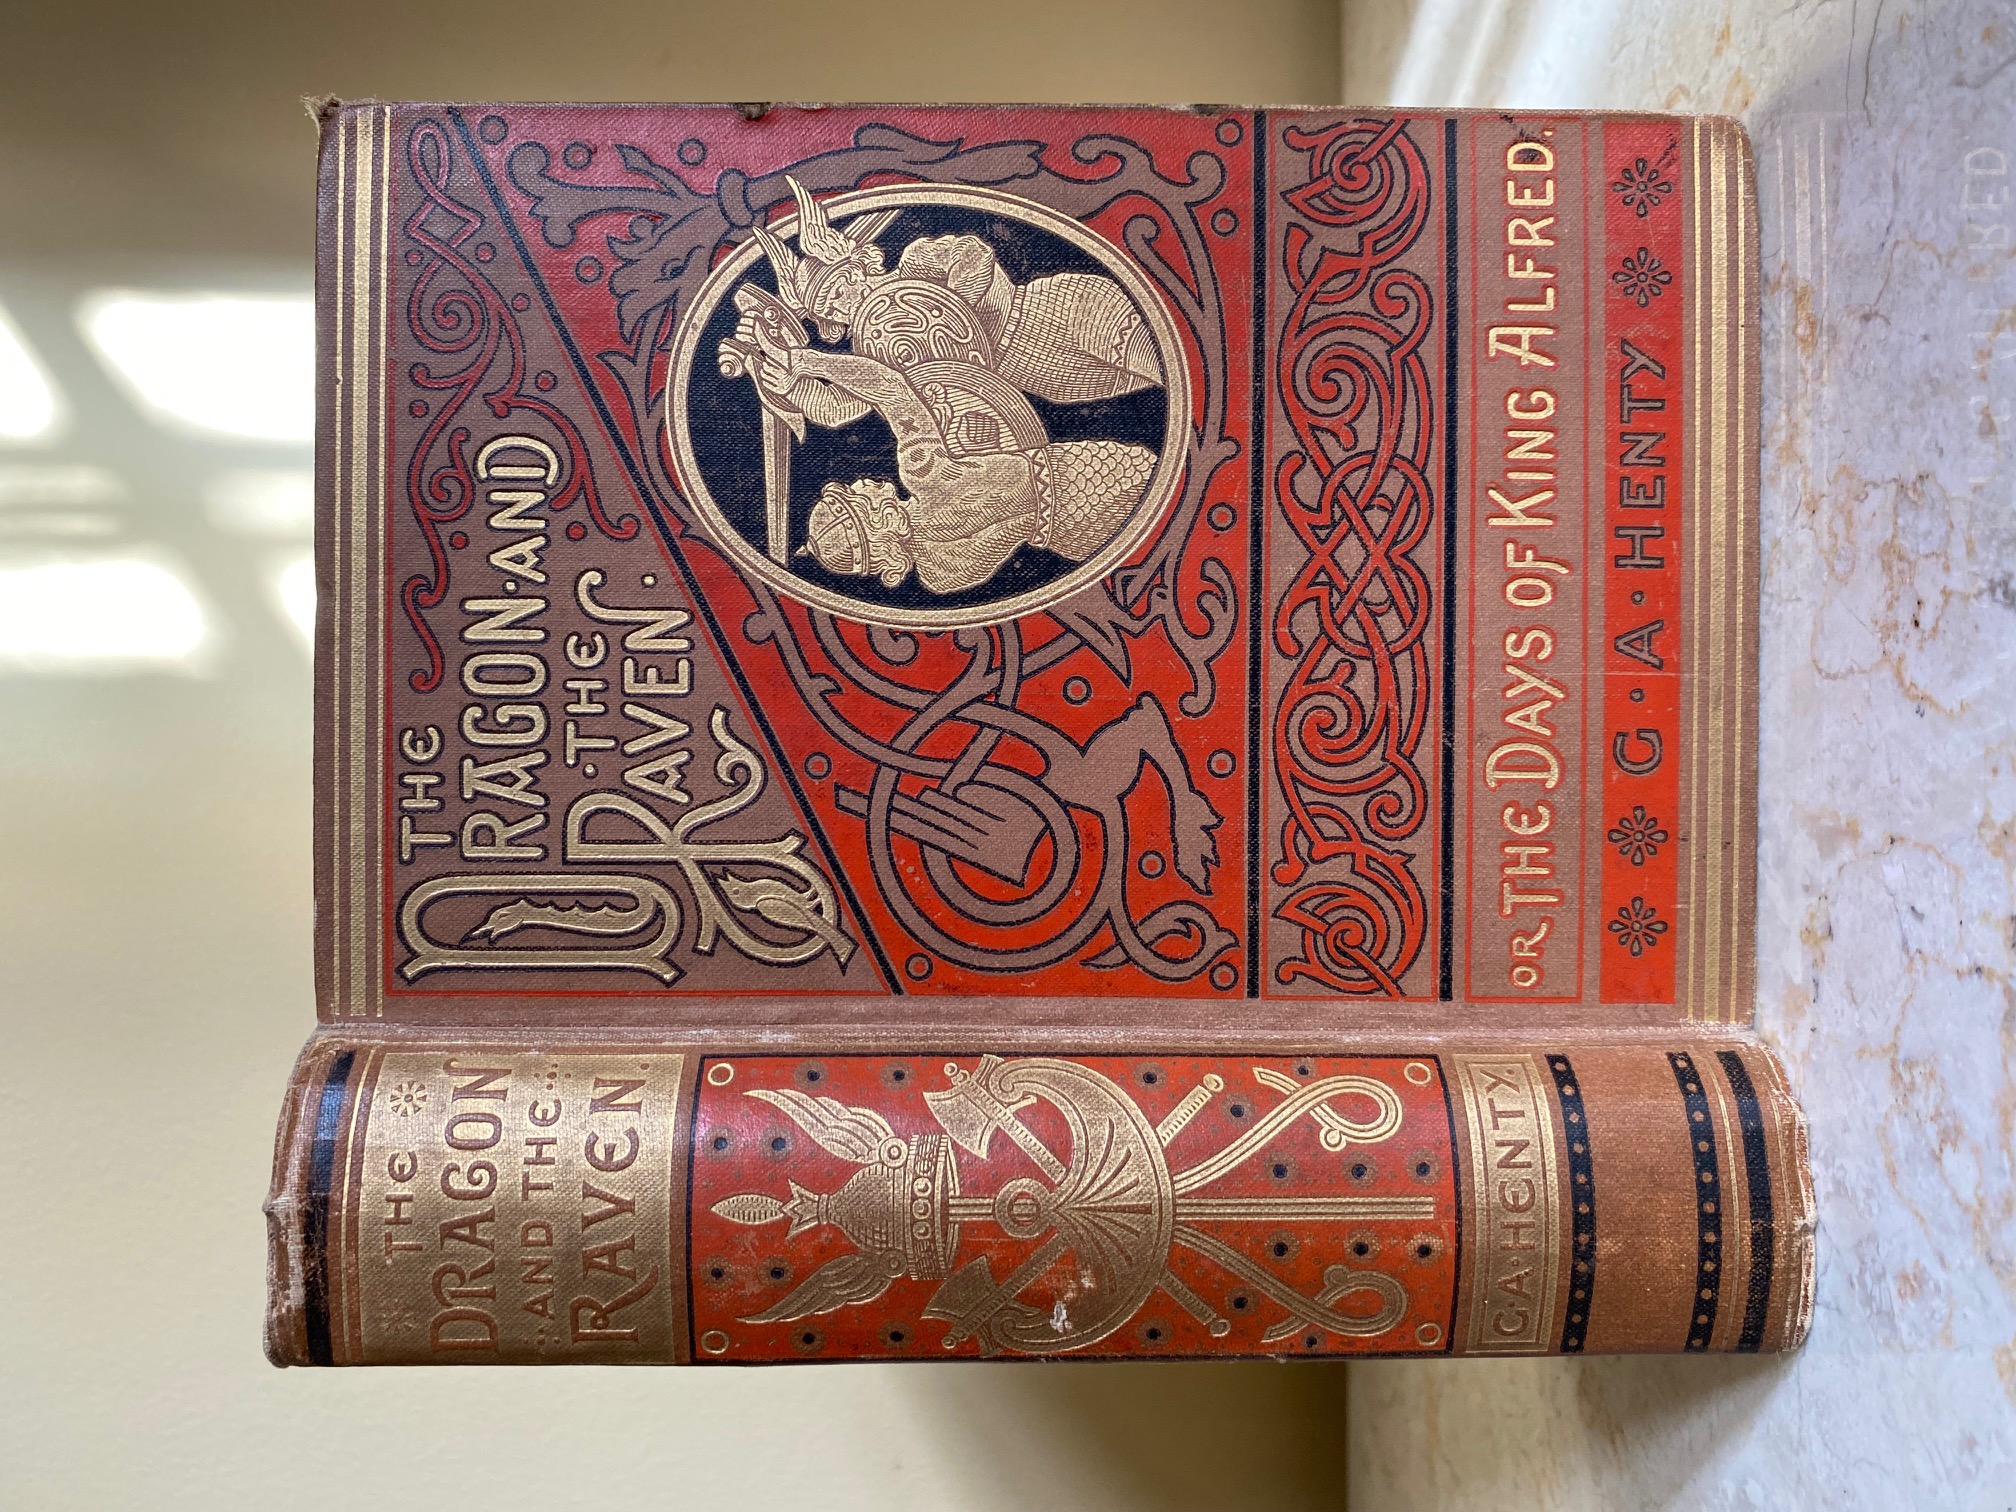 THE
DRAGON
...AND THE...
RAVEN.
G·A·HENTY.
THE
DRAGON·AND
·THE
RAVEN.
OR THE DAYS OF KING ALFRED.
G·A·HENTY